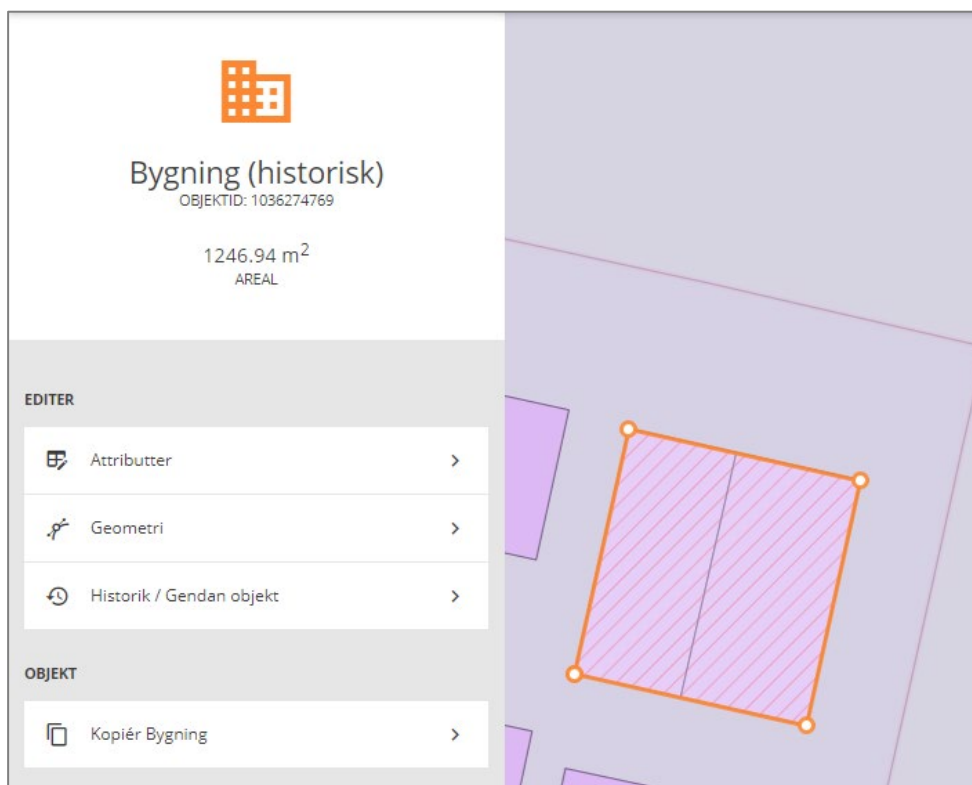 Bygning (historisk)
OBJEKTID: 1036274769
1246.94 m²
AREAL
EDITER
Attributter
Geometri
Historik / Gendan objekt
OBJEKT
Kopiér Bygning